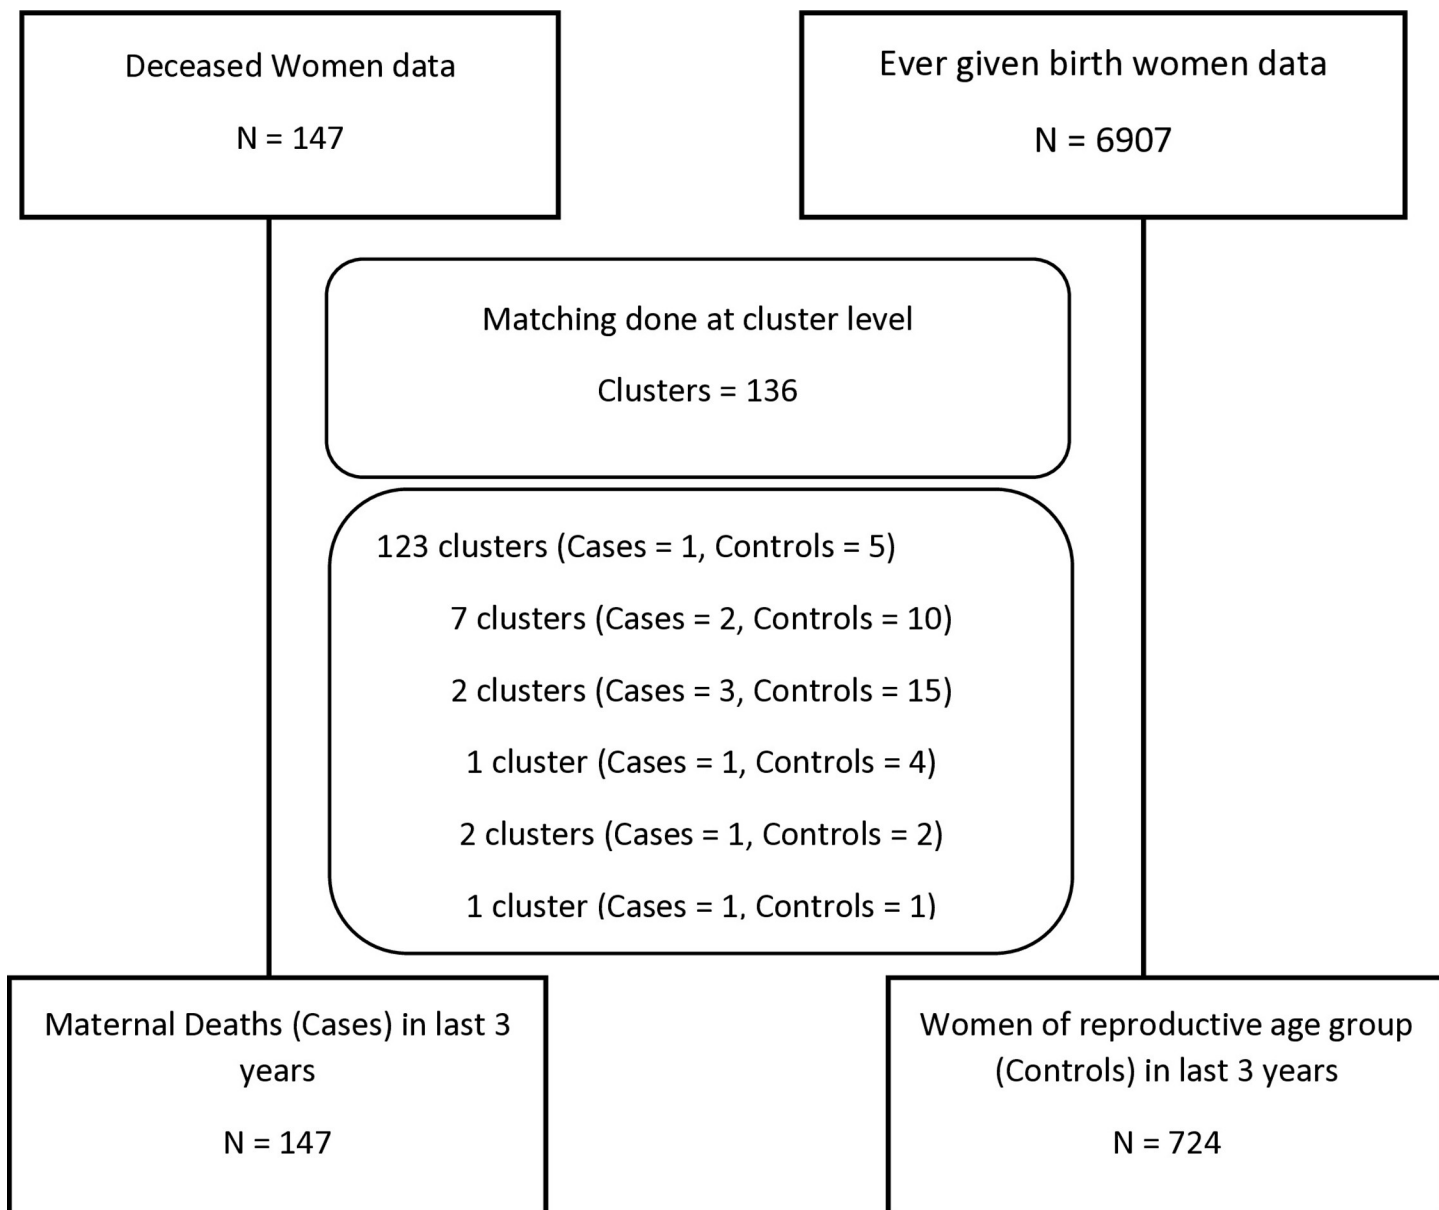 Deceased Women data
N = 147
Ever given birth women data
N = 6907
Matching done at cluster level
Clusters = 136
123 clusters (Cases = 1, Controls = 5)
7 clusters (Cases = 2, Controls = 10)
2 clusters (Cases = 3, Controls = 15)
1 cluster (Cases = 1, Controls = 4)
2 clusters (Cases = 1, Controls = 2)
1 cluster (Cases = 1, Controls = 1)
Maternal Deaths (Cases) in last 3
years
N = 147
Women of reproductive age group
(Controls) in last 3 years
N = 724